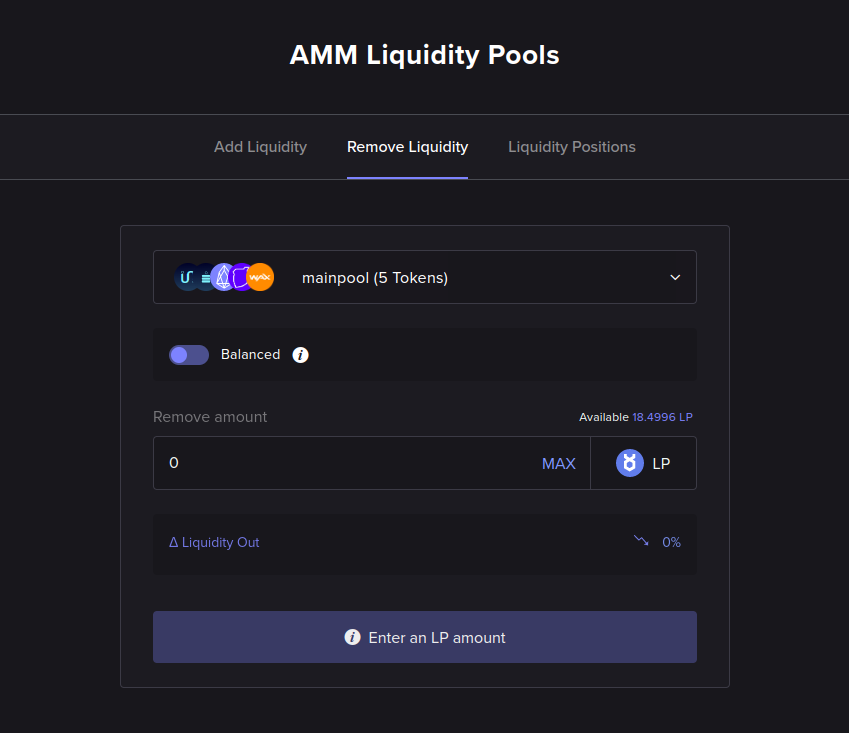 AMM Liquidity Pools
Add Liquidity Remove Liquidity Liquidity Positions
mainpool (5 Tokens)
Balanced i
Remove amount Available 18.4996 LP
0 MAX LP
Δ Liquidity Out 0%
i Enter an LP amount